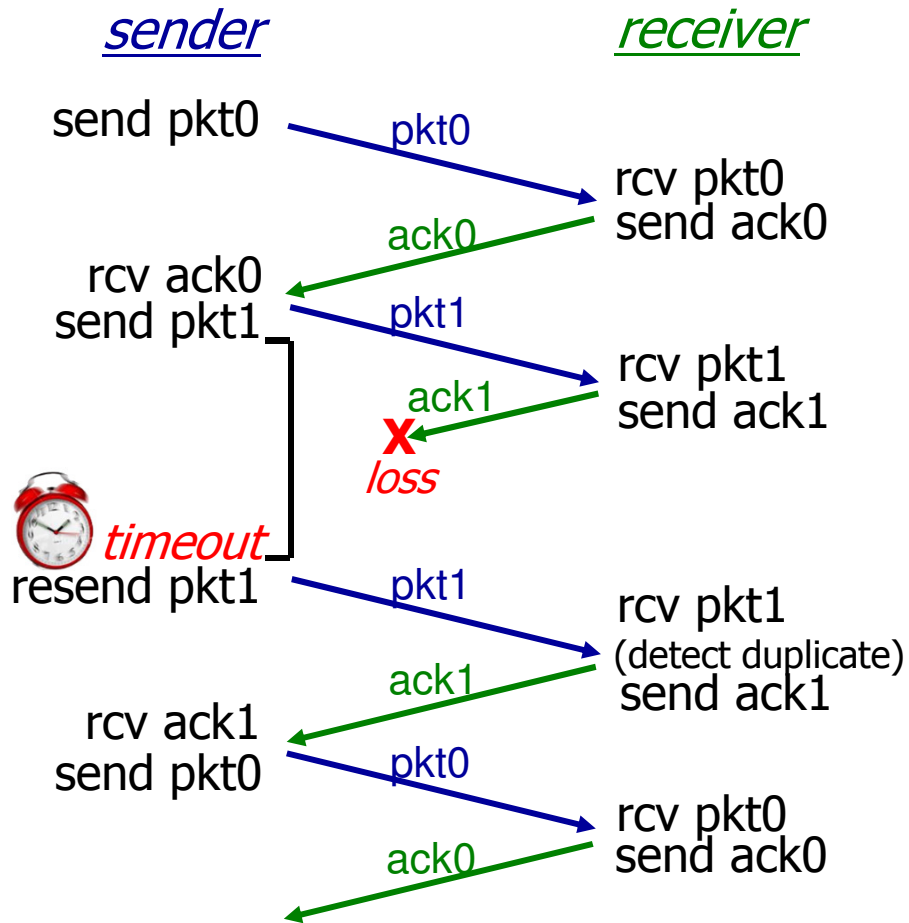 sender
receiver
send pkt0
pkt0
rcv pkt0
send ack0
ack0
rcv ack0
send pkt1
pkt1
rcv pkt1
send ack1
ack1
X
loss
timeout
resend pkt1
pkt1
rcv pkt1
(detect duplicate)
send ack1
ack1
rcv ack1
send pkt0
pkt0
rcv pkt0
send ack0
ack0